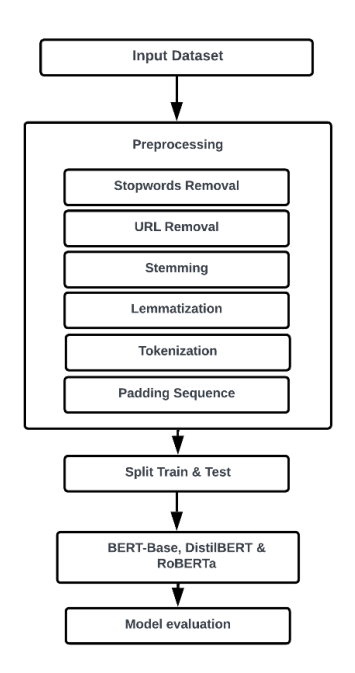 Input Dataset
Preprocessing
Stopwords Removal
URL Removal
Stemming
Lemmatization
Tokenization
Padding Sequence
Split Train & Test
BERT-Base, DistilBERT &
RoBERTa
Model evaluation